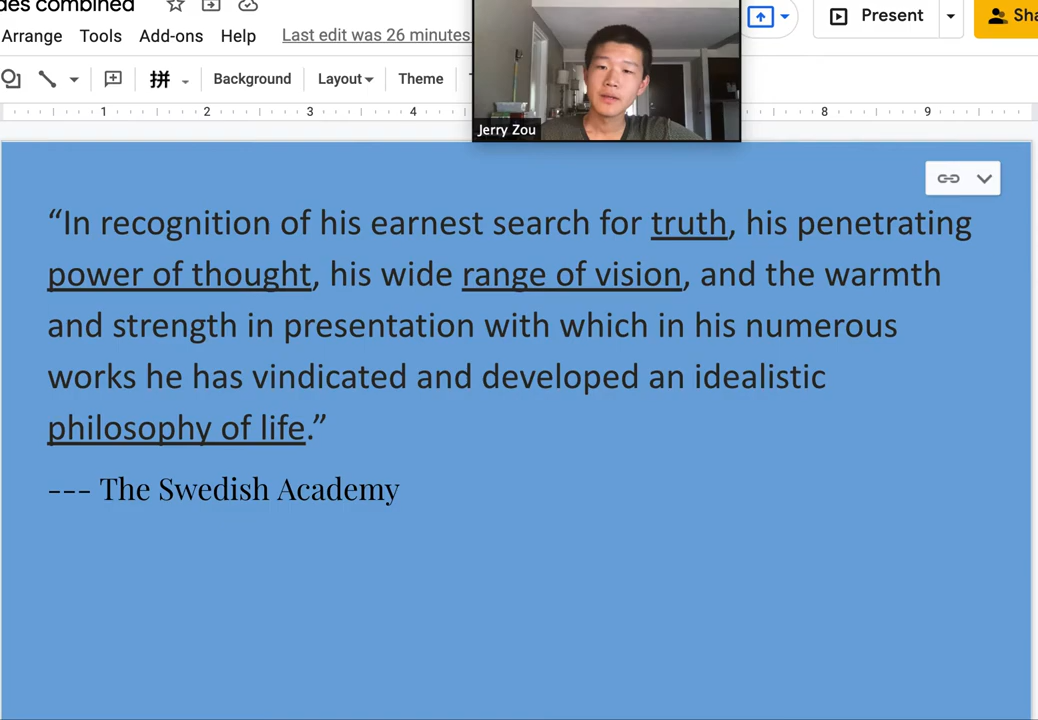 des combined
Arrange Tools Add-ons Help Last edit was 26 minutes
Present
Sha
拼 Background Layout Theme
1 2 3 4 8 9
Jerry Zou
“In recognition of his earnest search for truth, his penetrating
power of thought, his wide range of vision, and the warmth
and strength in presentation with which in his numerous
works he has vindicated and developed an idealistic
philosophy of life.”
--- The Swedish Academy